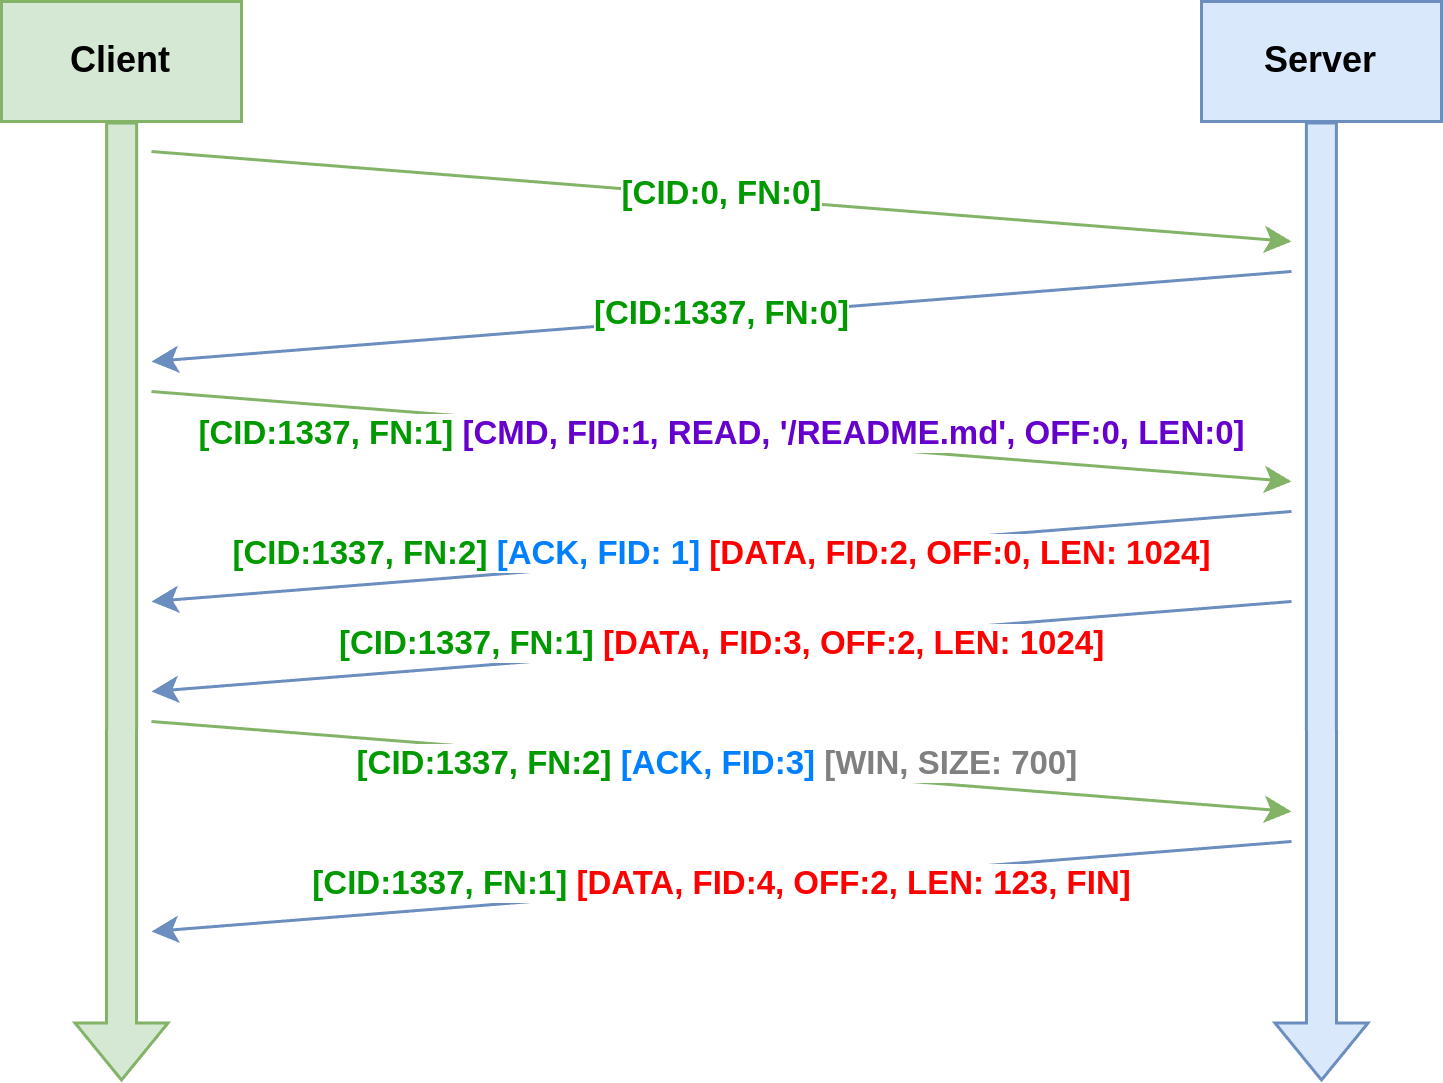 Client
Server
[CID:0, FN:0]
[CID:1337, FN:0]
[CID:1337, FN:1] [CMD, FID:1, READ, '/README.md', OFF:0, LEN:0]
[CID:1337, FN:2] [ACK, FID: 1] [DATA, FID:2, OFF:0, LEN: 1024]
[CID:1337, FN:1] [DATA, FID:3, OFF:2, LEN: 1024]
[CID:1337, FN:2] [ACK, FID:3] [WIN, SIZE: 700]
[CID:1337, FN:1] [DATA, FID:4, OFF:2, LEN: 123, FIN]